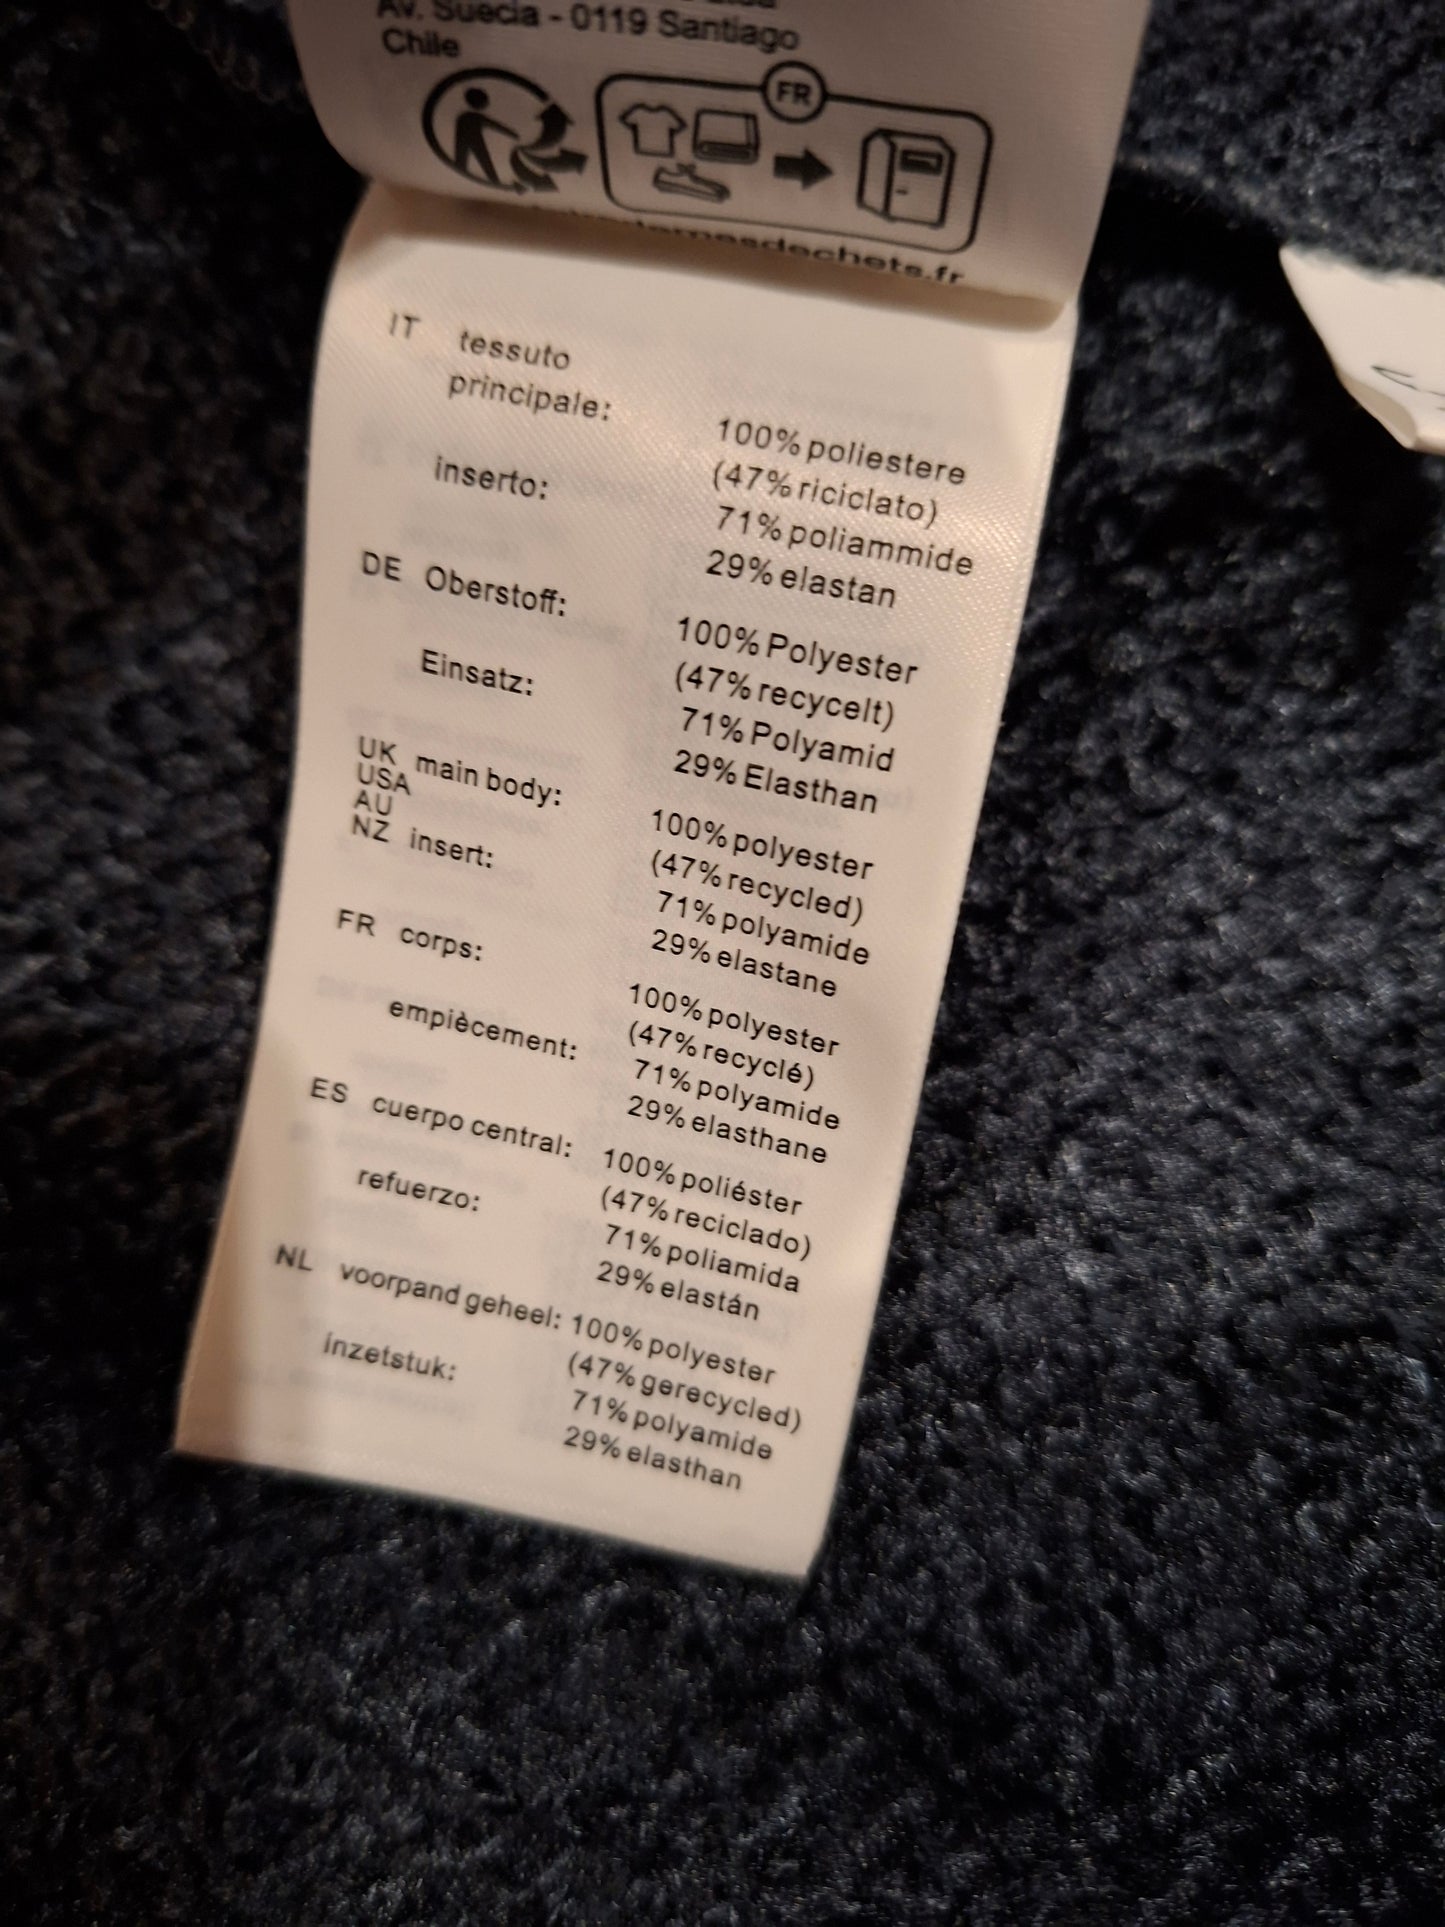 Av. Suecia - 0119 Santiago
Chile
FR
dechets.fr
IT tessuto
principale:
100% poliestere
(47% riciclato)
inserto:
71% poliammide
29% elastan
DE Oberstoff:
100% Polyester
(47% recycelt)
Einsatz:
71% Polyamid
29% Elasthan
UK main body:
USA
AU
NZ insert:
100% polyester
(47% recycled)
71% polyamide
29% elastane
FR corps:
100% polyester
(47% recyclé)
empiècement:
71% polyamide
29% elasthane
ES cuerpo central:
100% poliéster
(47% reciclado)
refuerzo:
71% poliamida
29% elastán
NL voorpand geheel: 100% polyester
(47% gerecycled)
inzetstuk:
71% polyamide
29% elasthan